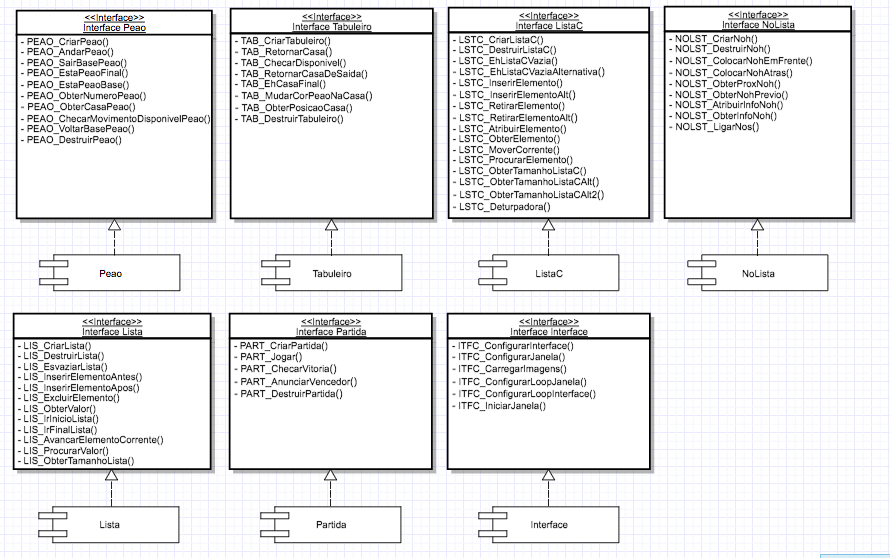 <<Interface>>
Interface Peao
- PEAO_CriarPeao()
- PEAO_AndarPeao()
- PEAO_SairBasePeao()
- PEAO_EstaPeaoFinal()
- PEAO_EstaPeaoBase()
- PEAO_ObterNumeroPeao()
- PEAO_ObterCasaPeao()
- PEAO_ChecarMovimentoDisponivelPeao()
- PEAO_VoltarBasePeao()
- PEAO_DestruirPeao()
Peao
<<Interface>>
Interface Tabuleiro
- TAB_CriarTabuleiro()
- TAB_RetornarCasa()
- TAB_ChecarDisponivel()
- TAB_RetornarCasaDeSaida()
- TAB_EhCasaFinal()
- TAB_MudarCorPeaoNaCasa()
- TAB_ObterPosicaoCasa()
- TAB_DestruirTabuleiro()
Tabuleiro
<<Interface>>
Interface ListaC
- LSTC_CriarListaC()
- LSTC_DestruirListaC()
- LSTC_EhListaCVazia()
- LSTC_EhListaCVaziaAlternativa()
- LSTC_InserirElemento()
- LSTC_InserirElementoAlt()
- LSTC_RetirarElemento()
- LSTC_RetirarElementoAlt()
- LSTC_AtribuirElemento()
- LSTC_ObterElemento()
- LSTC_MoverCorrente()
- LSTC_ProcurarElemento()
- LSTC_ObterTamanhoListaC()
- LSTC_ObterTamanhoListaCAlt()
- LSTC_ObterTamanhoListaCAlt2()
- LSTC_Deturpadora()
ListaC
<<Interface>>
Interface NoLista
- NOLST_CriarNoh()
- NOLST_DestruirNoh()
- NOLST_ColocarNohEmFrente()
- NOLST_ColocarNohAtras()
- NOLST_ObterProxNoh()
- NOLST_ObterNohPrevio()
- NOLST_AtribuirInfoNoh()
- NOLST_ObterInfoNoh()
- NOLST_LigarNos()
NoLista
<<Interface>>
Interface Lista
- LIS_CriarLista()
- LIS_DestruirLista()
- LIS_EsvaziarLista()
- LIS_InserirElementoAntes()
- LIS_InserirElementoApos()
- LIS_ExcluirElemento()
- LIS_ObterValor()
- LIS_IrInicioLista()
- LIS_IrFinalLista()
- LIS_AvancarElementoCorrente()
- LIS_ProcurarValor()
- LIS_ObterTamanhoLista()
Lista
<<Interface>>
Interface Partida
- PART_CriarPartida()
- PART_Jogar()
- PART_ChecarVitoria()
- PART_AnunciarVencedor()
- PART_DestruirPartida()
Partida
<<Interface>>
Interface Interface
- ITFC_ConfigurarInterface()
- ITFC_ConfigurarJanela()
- ITFC_CarregarImagens()
- ITFC_ConfigurarLoopJanela()
- ITFC_ConfigurarLoopInterface()
- ITFC_IniciarJanela()
Interface